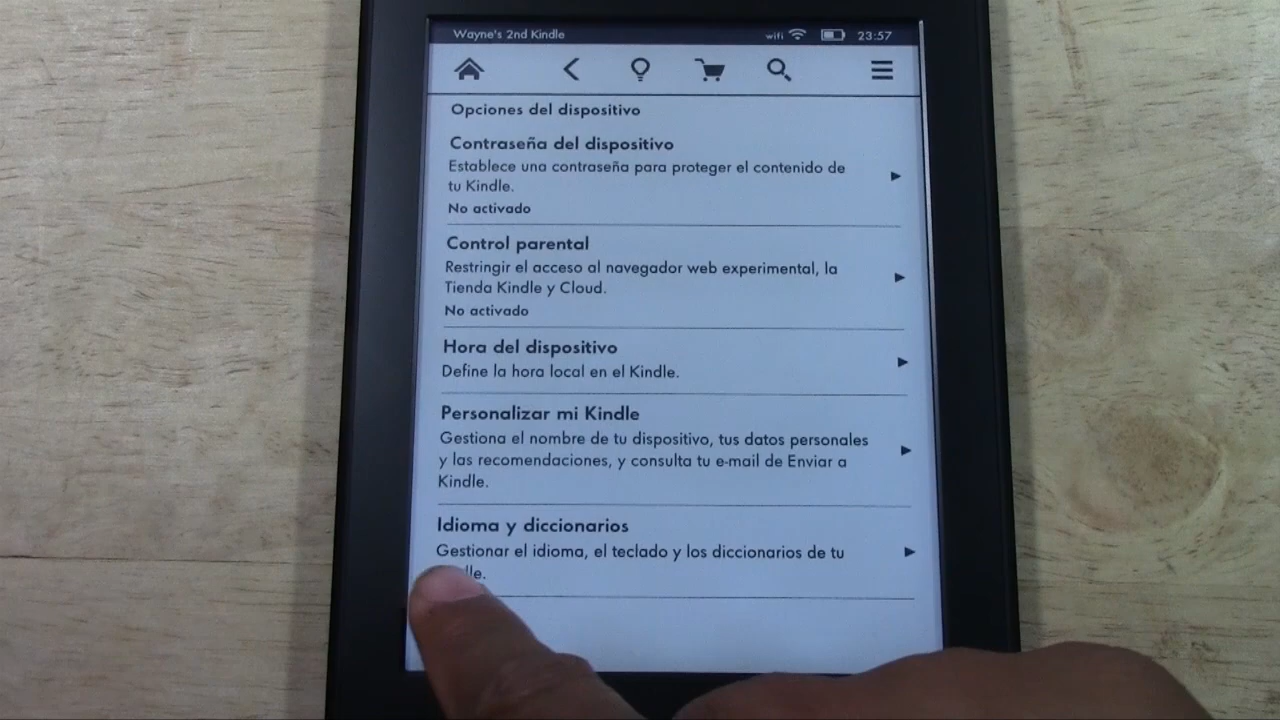 Wayne's 2nd Kindle wifi 23:57
Opciones del dispositivo
Contraseña del dispositivo
Establece una contraseña para proteger el contenido de
tu Kindle.
No activado
Control parental
Restringir el acceso al navegador web experimental, la
Tienda Kindle y Cloud.
No activado
Hora del dispositivo
Define la hora local en el Kindle.
Personalizar mi Kindle
Gestiona el nombre de tu dispositivo, tus datos personales
y las recomendaciones, y consulta tu e-mail de Enviar a
Kindle.
Idioma y diccionarios
Gestionar el idioma, el teclado y los diccionarios de tu